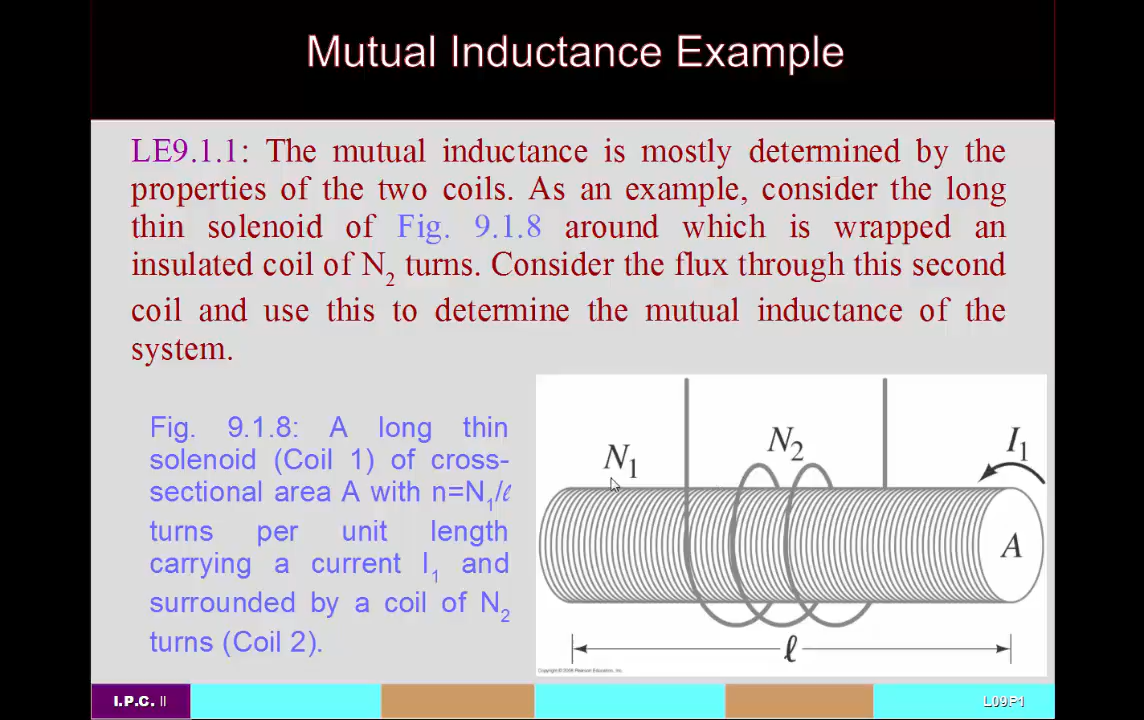 Mutual Inductance Example
LE9.1.1: The mutual inductance is mostly determined by the
properties of the two coils. As an example, consider the long
thin solenoid of Fig. 9.1.8 around which is wrapped an
insulated coil of N2 turns. Consider the flux through this second
coil and use this to determine the mutual inductance of the
system.
Fig. 9.1.8: A long thin
solenoid (Coil 1) of cross-
sectional area A with n=N1/ℓ
turns per unit length
carrying a current I1 and
surrounded by a coil of N2
turns (Coil 2).
N1
N2
I1
A
ℓ
Copyright © 2008 Pearson Education, Inc.
I.P.C. II
L09P1